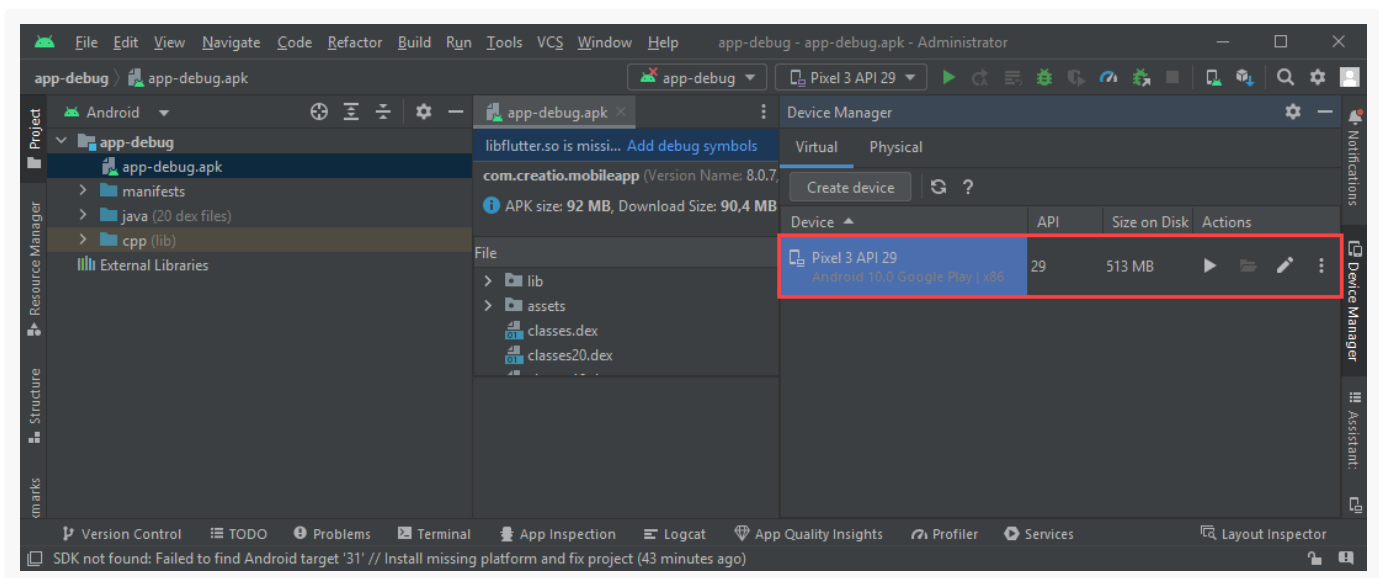 File Edit View Navigate Code Refactor Build Run Tools VCS Window Help app-debug - app-debug.apk - Administrator
app-debug app-debug.apk app-debug Pixel 3 API 29
Project
Resource Manager
Structure
Android
app-debug
app-debug.apk
manifests
java (20 dex files)
cpp (lib)
External Libraries
app-debug.apk
libflutter.so is missi... Add debug symbols
com.creatio.mobileapp (Version Name: 8.0.7,
APK size: 92 MB, Download Size: 90,4 MB
File
lib
assets
classes.dex
classes20.dex
Device Manager
Virtual Physical
Create device ?
Device API Size on Disk Actions
Pixel 3 API 29 29 513 MB
Android 10.0 Google Play | x86
Notifications
Device Manager
Assistant:
Version Control TODO Problems Terminal App Inspection Logcat App Quality Insights Profiler Services Layout Inspector
SDK not found: Failed to find Android target '31' // Install missing platform and fix project (43 minutes ago)